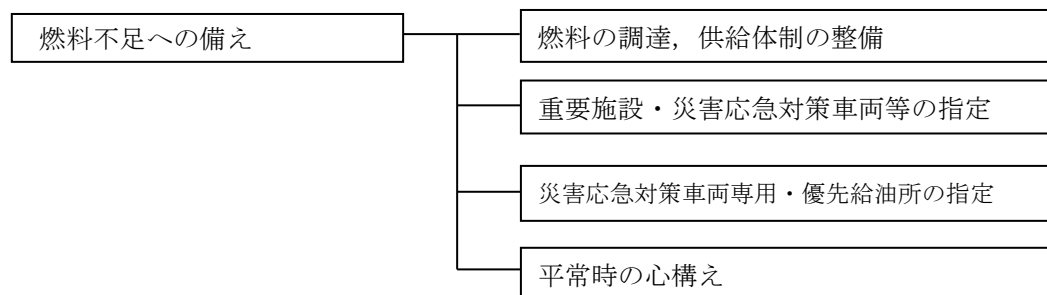 燃料不足への備え
燃料の調達，供給体制の整備
重要施設・災害応急対策車両等の指定
災害応急対策車両専用・優先給油所の指定
平常時の心構え